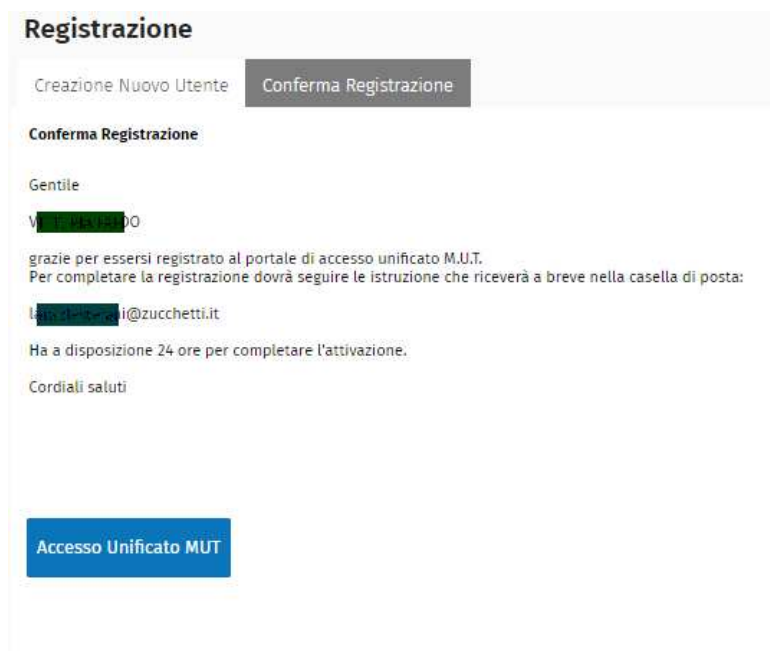 Registrazione
Creazione Nuovo Utente
Conferma Registrazione
Conferma Registrazione
Gentile
grazie per essersi registrato al portale di accesso unificato M.U.T.
Per completare la registrazione dovrà seguire le istruzione che riceverà a breve nella casella di posta:
i@zucchetti.it
Ha a disposizione 24 ore per completare l'attivazione.
Cordiali saluti
Accesso Unificato MUT